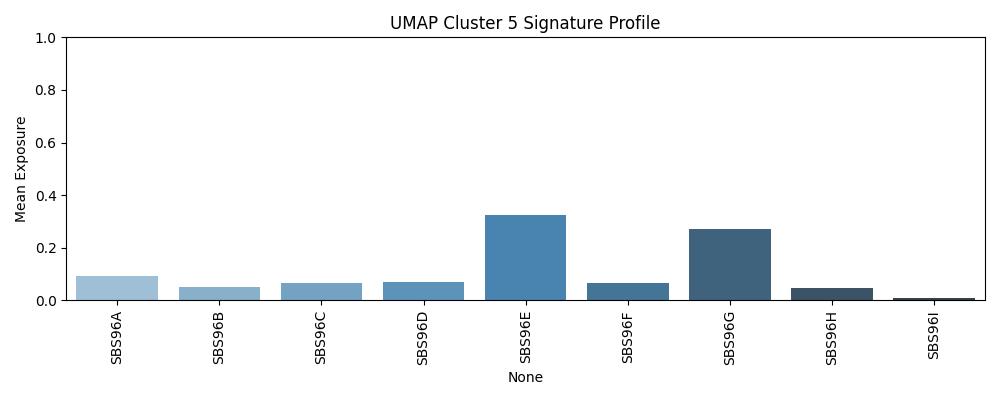 UMAP Cluster 5 Signature Profile
1.0
0.8
0.6
0.4
0.2
0.0
Mean Exposure
SBS96A
SBS96B
SBS96C
SBS96D
SBS96E
SBS96F
SBS96G
SBS96H
SBS96I
None